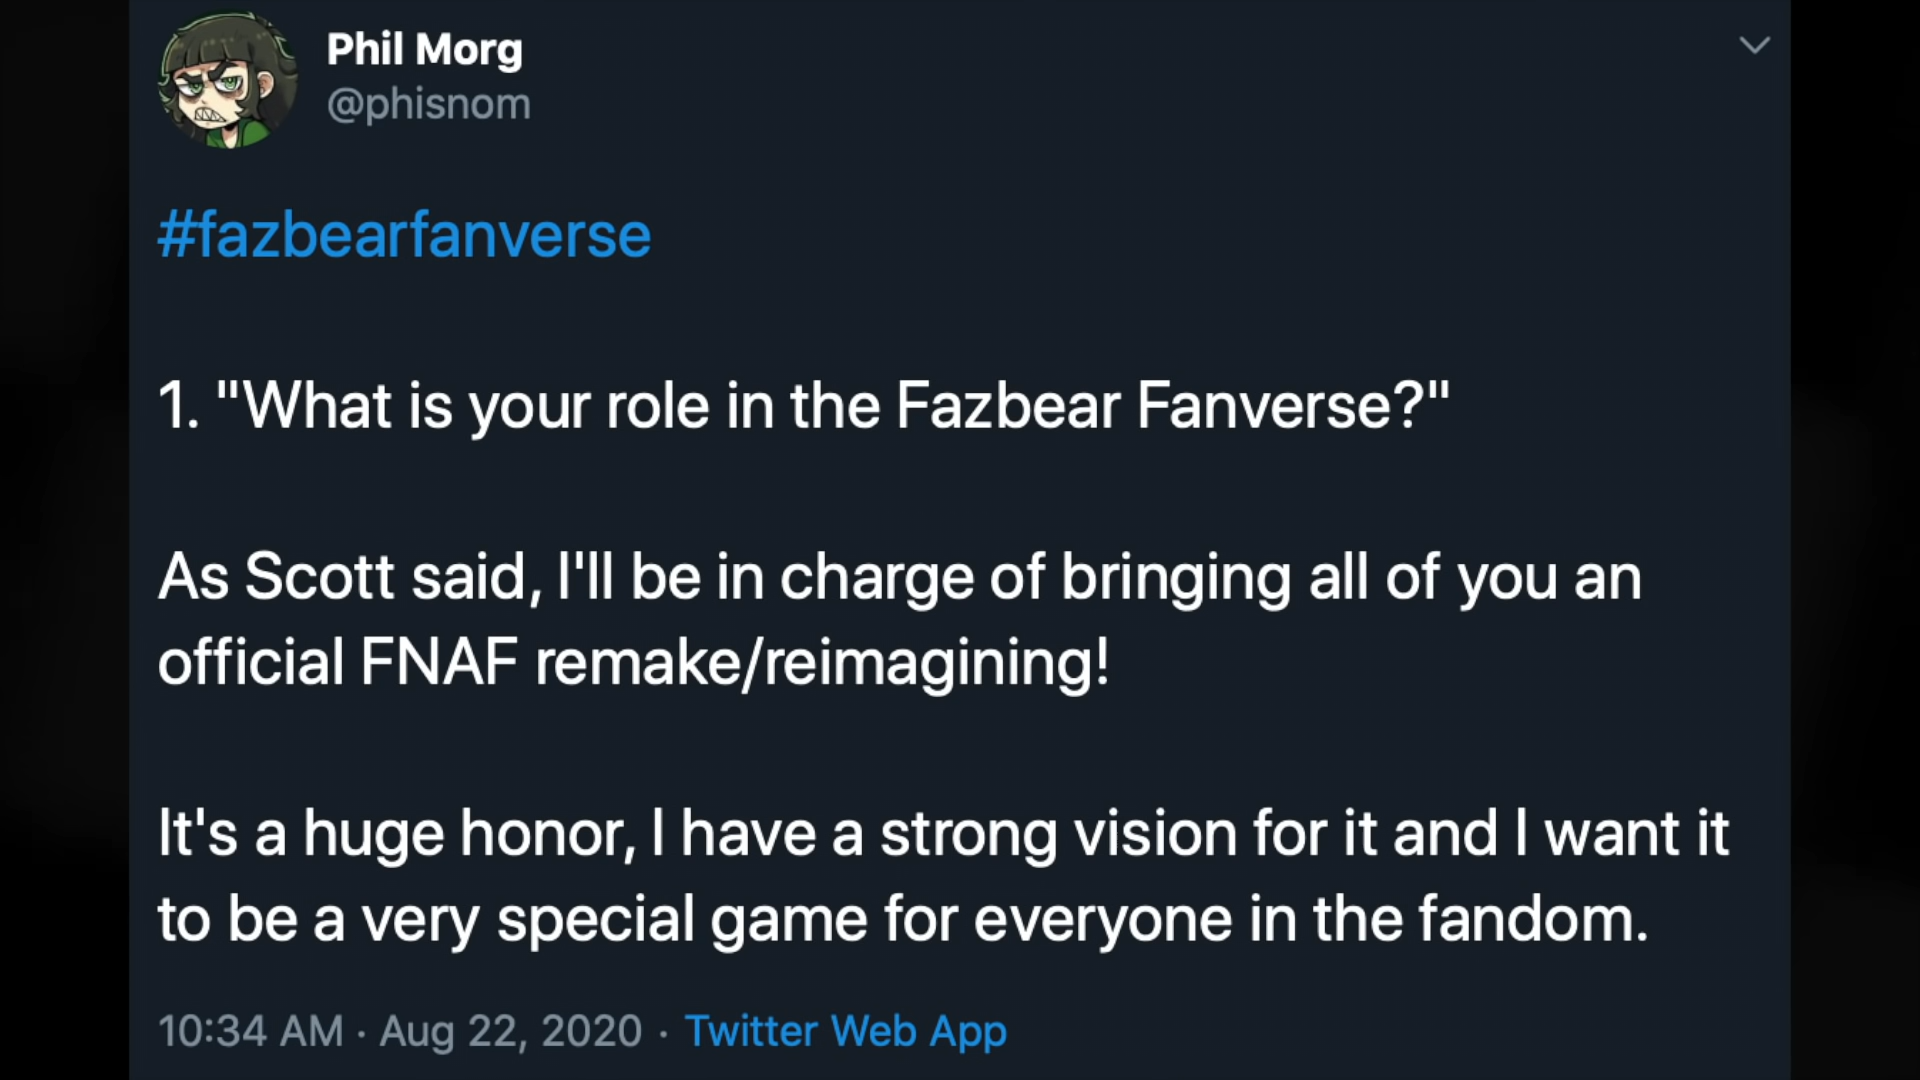 Phil Morg
@phisnom
#fazbearfanverse
1. "What is your role in the Fazbear Fanverse?"
As Scott said, I'll be in charge of bringing all of you an
official FNAF remake/reimagining!
It's a huge honor, I have a strong vision for it and I want it
to be a very special game for everyone in the fandom.
10:34 AM · Aug 22, 2020 · Twitter Web App